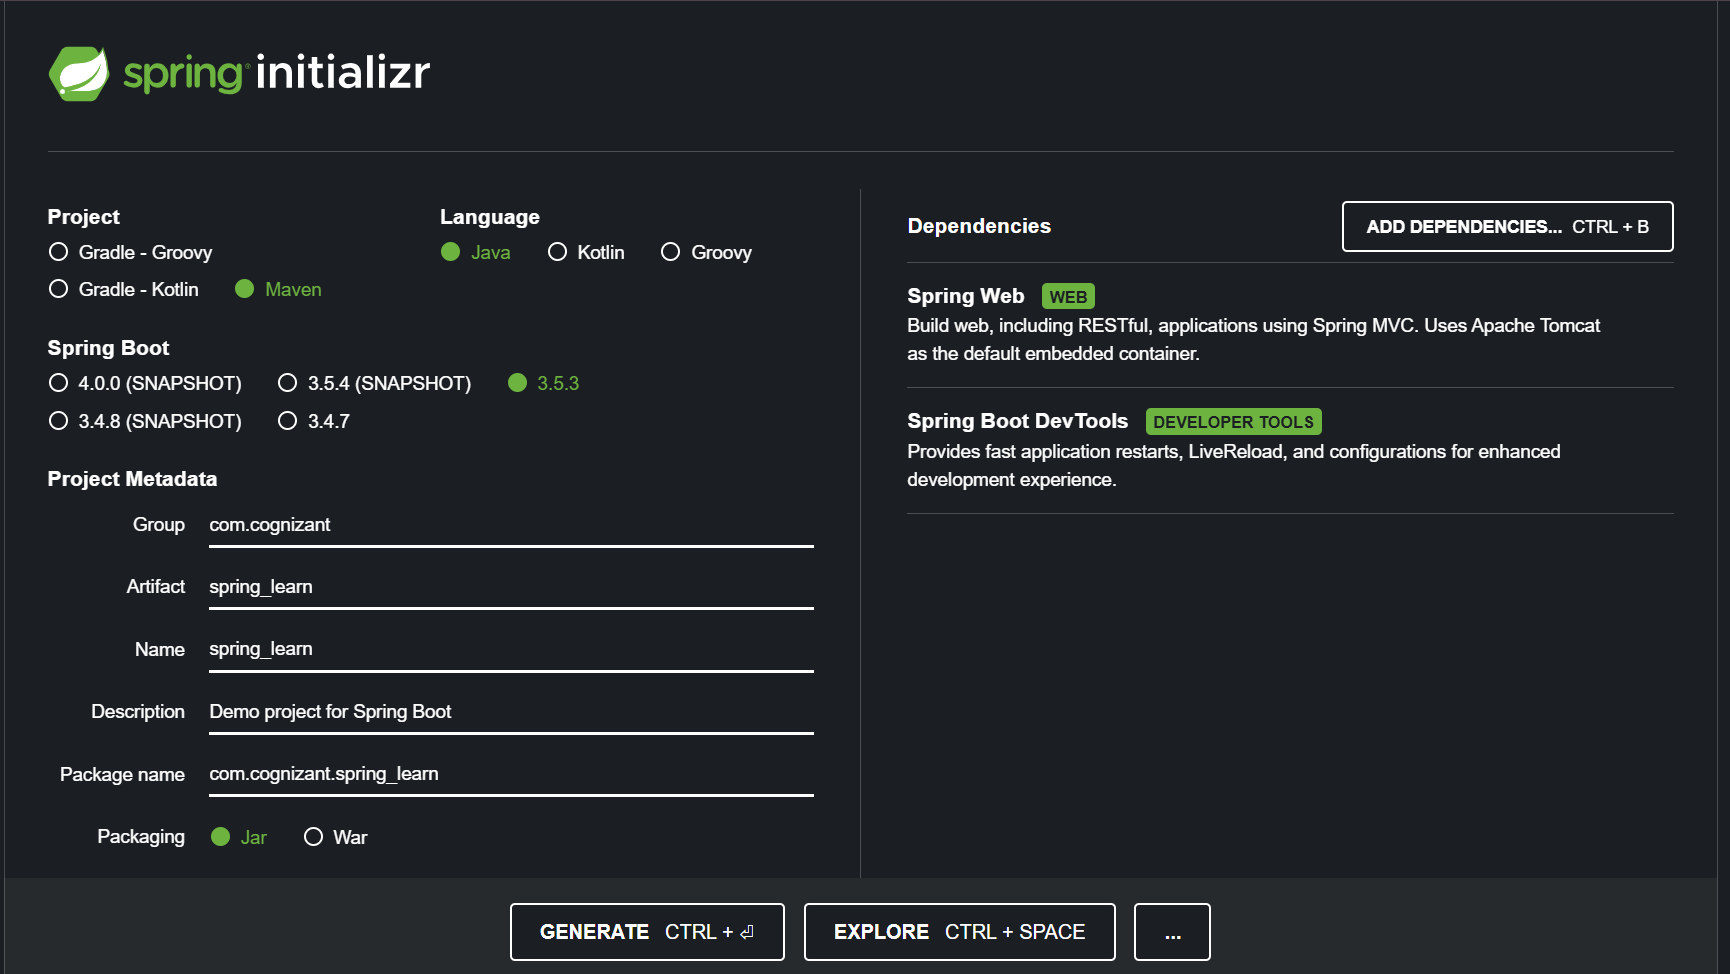 spring initializr
Project
Gradle - Groovy
Gradle - Kotlin Maven
Language
Java Kotlin Groovy
Spring Boot
4.0.0 (SNAPSHOT) 3.5.4 (SNAPSHOT) 3.5.3
3.4.8 (SNAPSHOT) 3.4.7
Project Metadata
Group com.cognizant
Artifact spring_learn
Name spring_learn
Description Demo project for Spring Boot
Package name com.cognizant.spring_learn
Packaging Jar War
Dependencies
ADD DEPENDENCIES... CTRL + B
Spring Web WEB
Build web, including RESTful, applications using Spring MVC. Uses Apache Tomcat
as the default embedded container.
Spring Boot DevTools DEVELOPER TOOLS
Provides fast application restarts, LiveReload, and configurations for enhanced
development experience.
GENERATE CTRL + ⏎
EXPLORE CTRL + SPACE
...